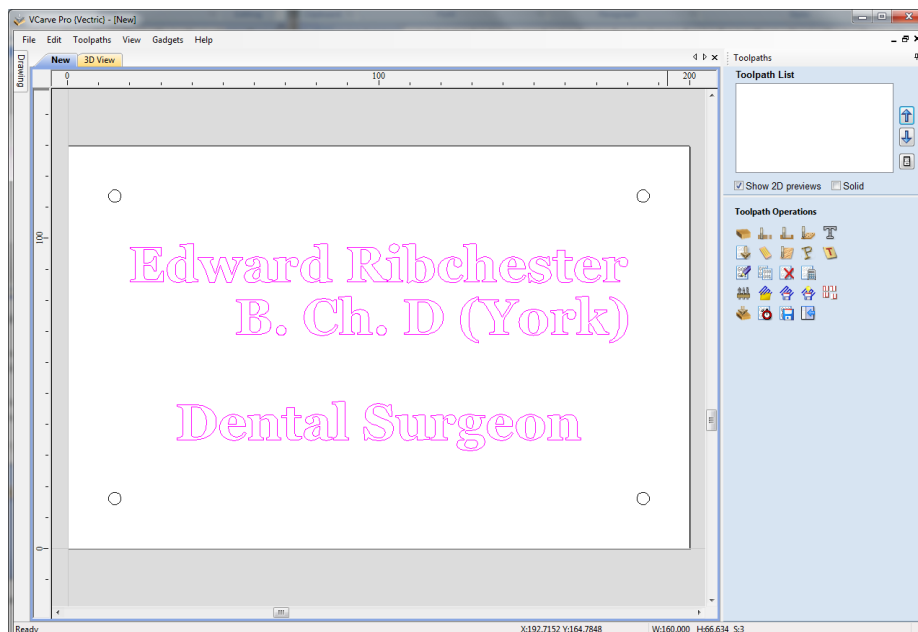 VCarve Pro {Vectric} - [New]
File Edit Toolpaths View Gadgets Help
Drawing
New 3D View
Toolpaths
0 100 200
Toolpath List
Show 2D previews Solid
Toolpath Operations
100
Edward Ribchester
B. Ch. D (York)
Dental Surgeon
0
Ready
X:192.7152 Y:164.7848 W:160.000 H:66.634 S:3